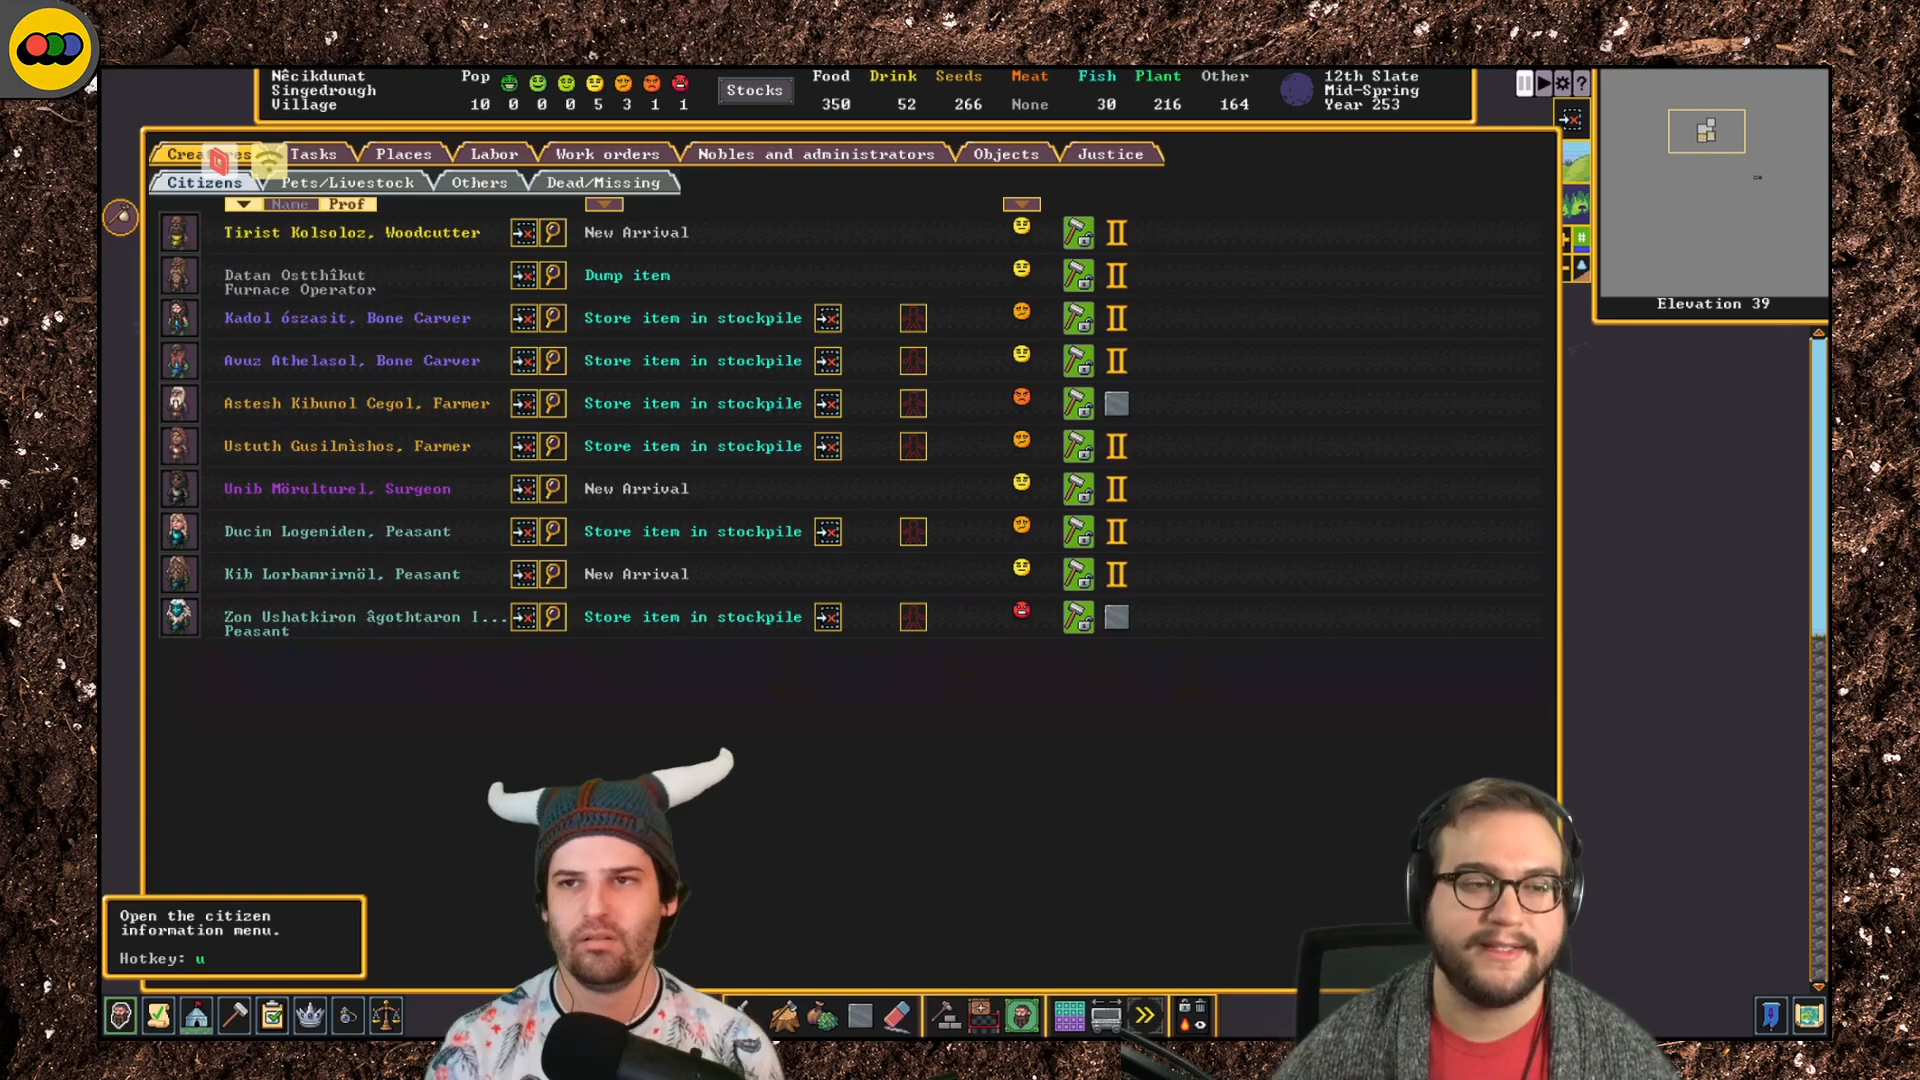 Nêcikdumat
Singedrough
Village
Pop
10 0 0 0 5 3 1 1
Stocks
Food Drink Seeds Meat Fish Plant Other
350 52 266 None 30 216 164
12th Slate
Mid-Spring
Year 253
?
Elevation 39
Creatures Tasks Places Labor Work orders Nobles and administrators Objects Justice
Citizens Pets/Livestock Others Dead/Missing
Name Prof
Tirist Kolsoloz, Woodcutter New Arrival
Datan Ostthîkut Dump item
Furnace Operator
Kadol ószasit, Bone Carver Store item in stockpile
Avuz Athelasol, Bone Carver Store item in stockpile
Astesh Kibunol Cegol, Farmer Store item in stockpile
Ustuth Gusilmìshos, Farmer Store item in stockpile
Unib Mörulturel, Surgeon New Arrival
Ducim Logemiden, Peasant Store item in stockpile
Kib Lorbamrirnöl, Peasant New Arrival
Zon Ushatkiron âgothtaron I... Store item in stockpile
Peasant
Open the citizen
information menu.
Hotkey: u